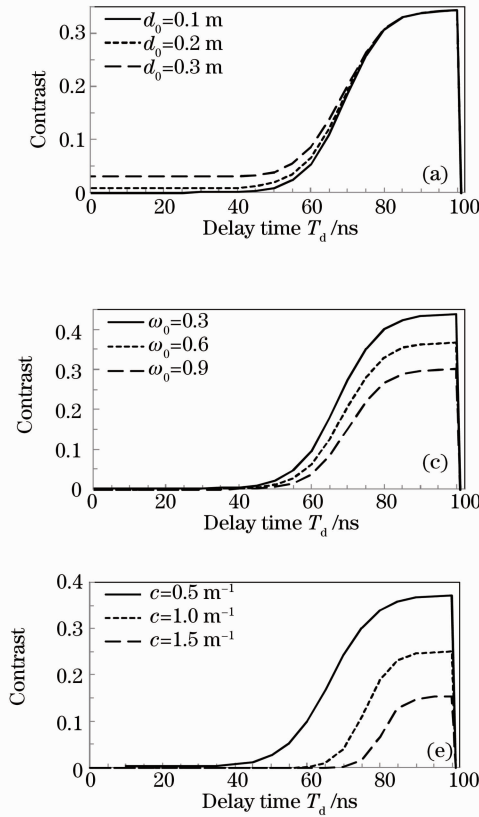 0.3
0.2
0.1
0
Contrast
d₀=0.1 m
d₀=0.2 m
d₀=0.3 m
(a)
0 20 40 60 80 100
Delay time T_d /ns
0.4
0.3
0.2
0.1
0
Contrast
ω₀=0.3
ω₀=0.6
ω₀=0.9
(c)
0 20 40 60 80 100
Delay time T_d /ns
0.4
0.3
0.2
0.1
0
Contrast
c=0.5 m⁻¹
c=1.0 m⁻¹
c=1.5 m⁻¹
(e)
0 20 40 60 80 100
Delay time T_d /ns